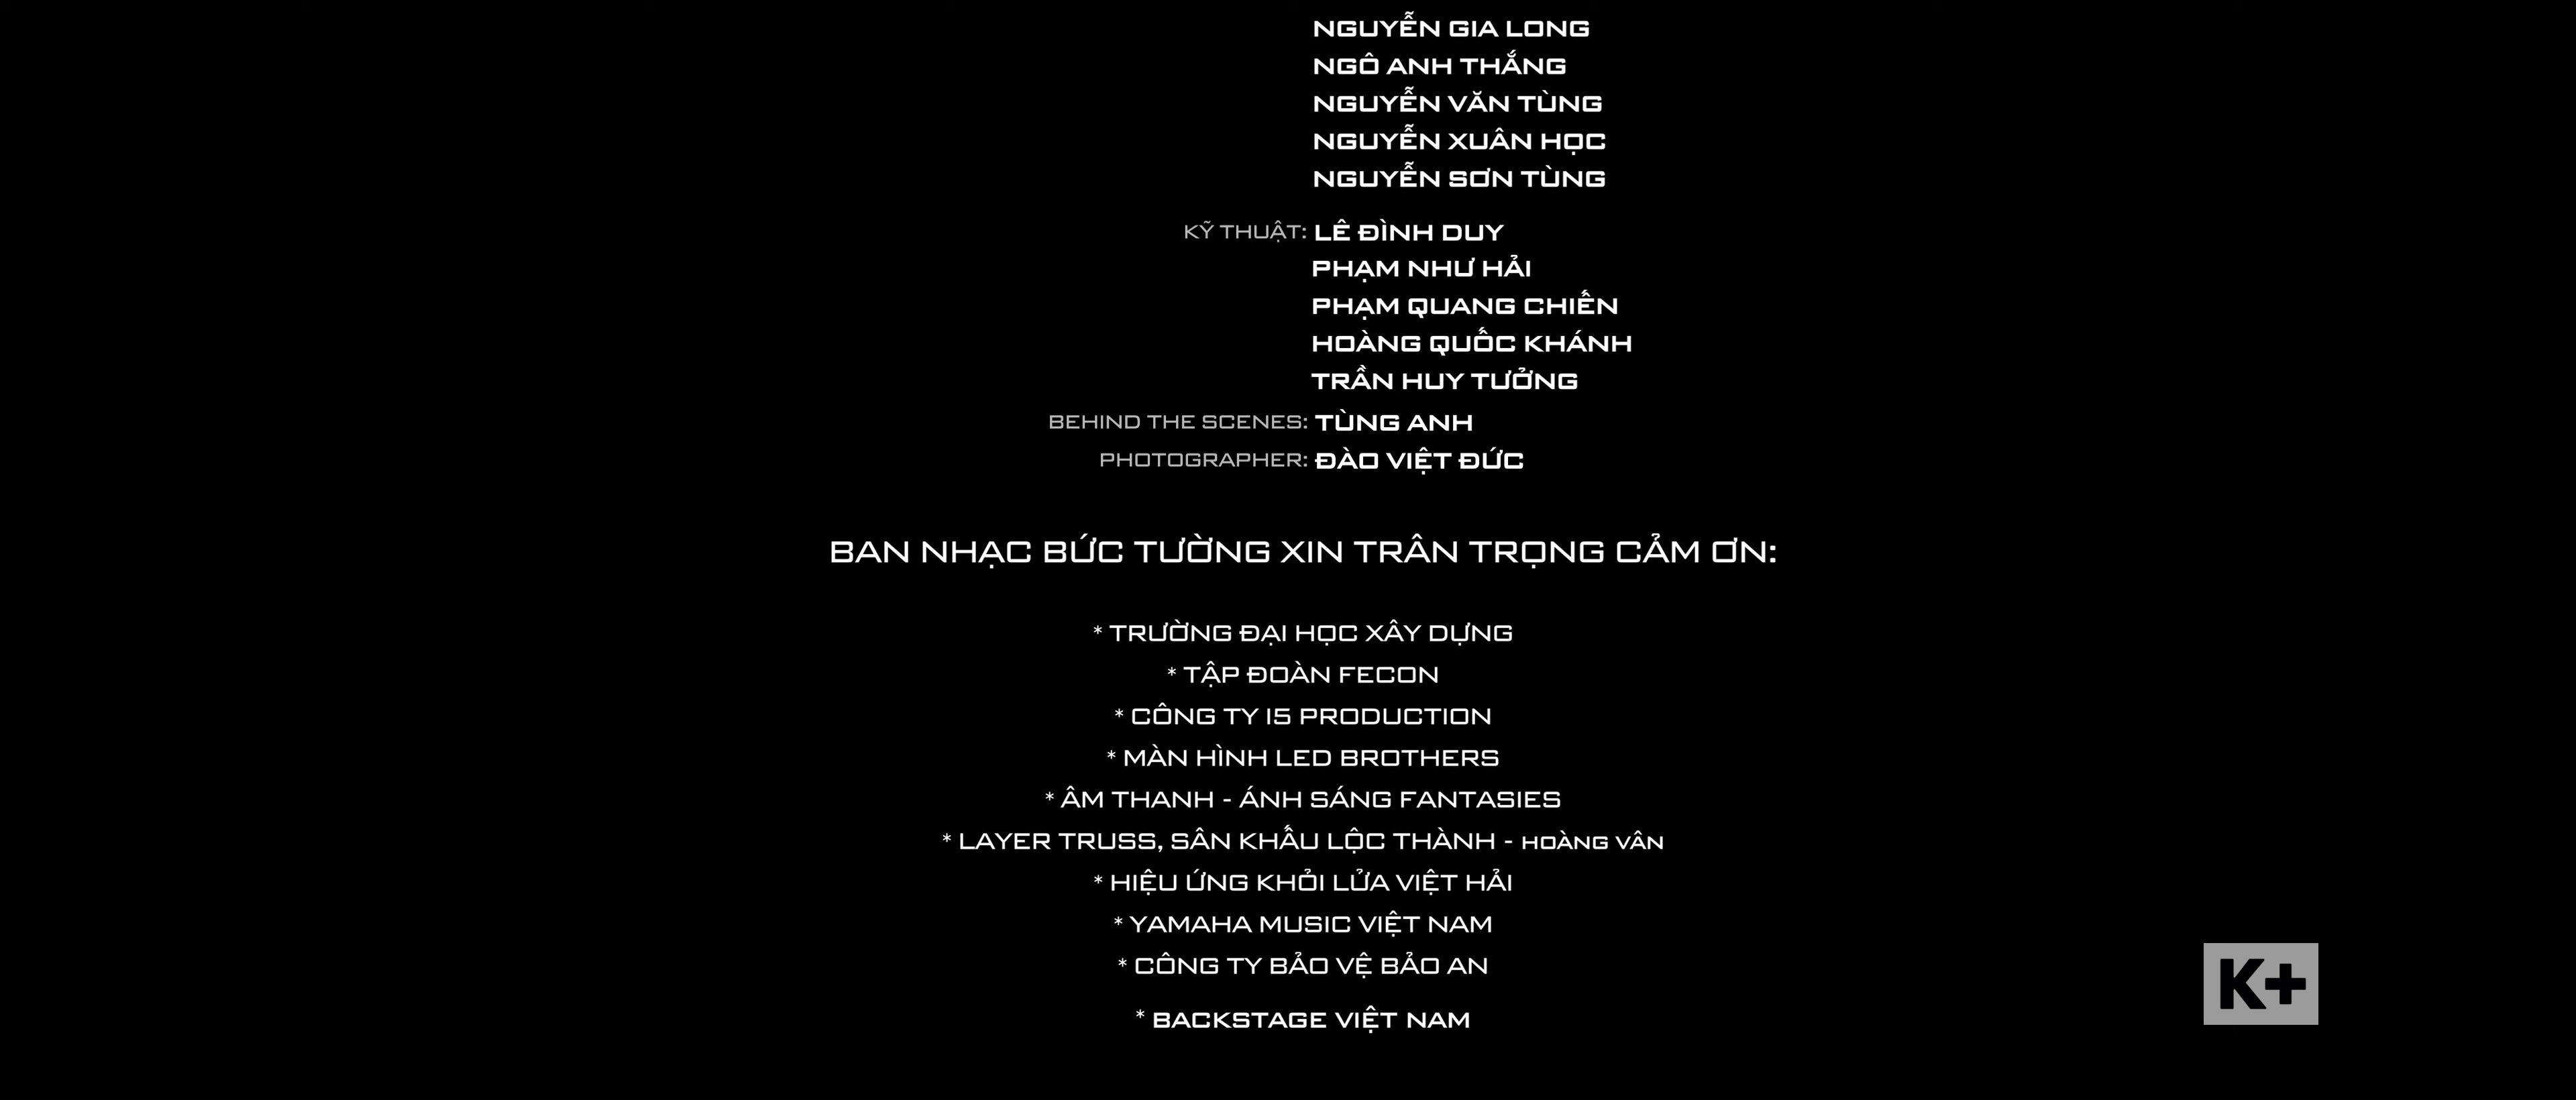 NGUYỄN GIA LONG
NGÔ ANH THẮNG
NGUYỄN VĂN TÙNG
NGUYỄN XUÂN HỌC
NGUYỄN SƠN TÙNG
KỸ THUẬT: LÊ ĐÌNH DUY
PHẠM NHƯ HẢI
PHẠM QUANG CHIẾN
HOÀNG QUỐC KHÁNH
TRẦN HUY TƯỞNG
BEHIND THE SCENES: TÙNG ANH
PHOTOGRAPHER: ĐÀO VIỆT ĐỨC
BAN NHẠC BỨC TƯỜNG XIN TRÂN TRỌNG CẢM ƠN:
* TRƯỜNG ĐẠI HỌC XÂY DỰNG
* TẬP ĐOÀN FECON
* CÔNG TY I5 PRODUCTION
* MÀN HÌNH LED BROTHERS
* ÂM THANH - ÁNH SÁNG FANTASIES
* LAYER TRUSS, SÂN KHẤU LỘC THÀNH - HOÀNG VÂN
* HIỆU ỨNG KHỎI LỬA VIỆT HẢI
* YAMAHA MUSIC VIỆT NAM
* CÔNG TY BẢO VỆ BẢO AN
* BACKSTAGE VIỆT NAM
K+